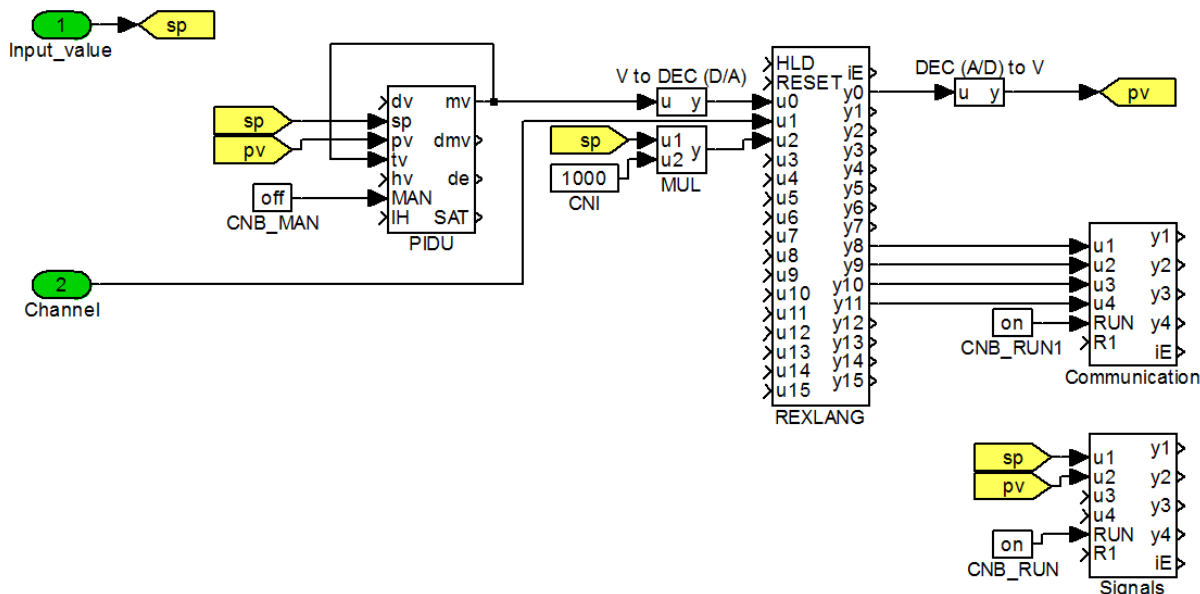 1
Input_value
sp
dv
sp
pv
tv
hv
MAN
IH
mv
dmv
de
SAT
PIDU
sp
pv
off
CNB_MAN
2
Channel
V to DEC (D/A)
u y
sp
1000
CNI
u1
u2
y
MUL
HLD
RESET
u0
u1
u2
u3
u4
u5
u6
u7
u8
u9
u10
u11
u12
u13
u14
u15
iE
y0
y1
y2
y3
y4
y5
y6
y7
y8
y9
y10
y11
y12
y13
y14
y15
REXLANG
DEC (A/D) to V
u y
pv
u1
u2
u3
u4
RUN
R1
y1
y2
y3
y4
iE
on
CNB_RUN1
Communication
sp
pv
on
CNB_RUN
u1
u2
u3
u4
RUN
R1
y1
y2
y3
y4
iE
Signals